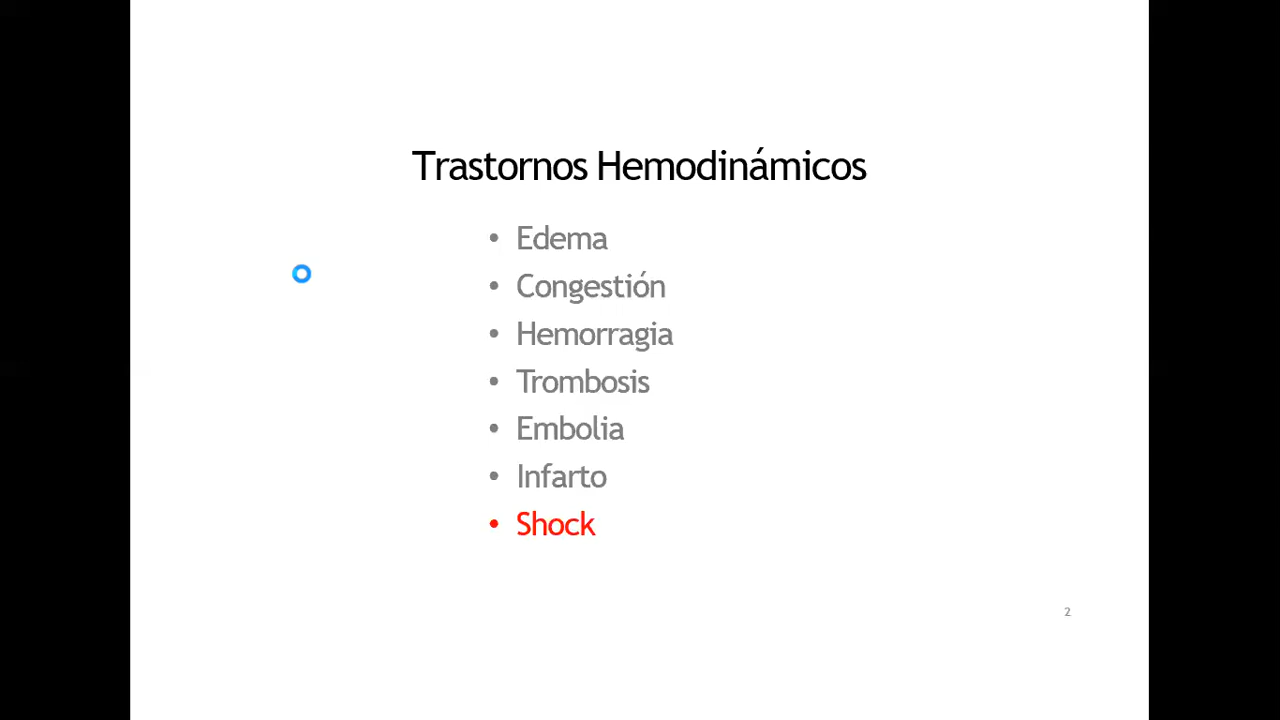 Trastornos Hemodinámicos
• Edema
• Congestión
• Hemorragia
• Trombosis
• Embolia
• Infarto
• Shock
2